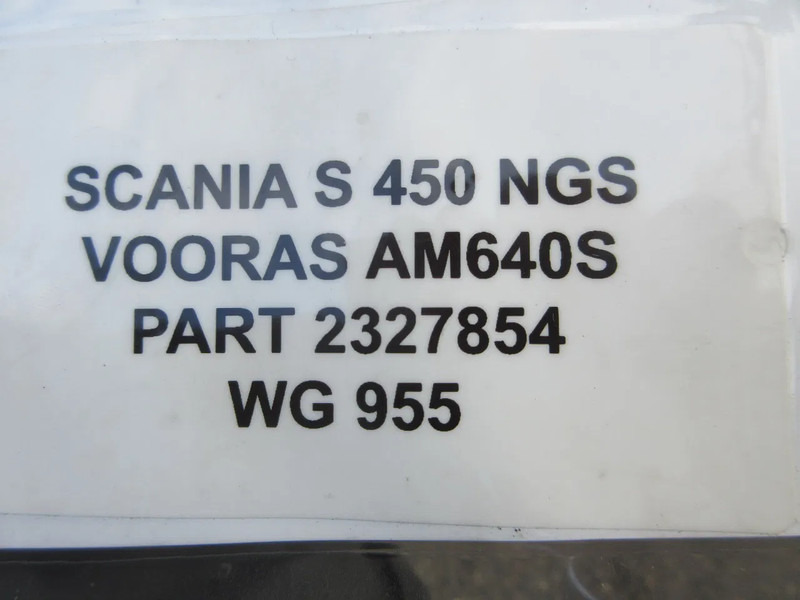 SCANIA S 450 NGS
VOORAS AM640S
PART 2327854
WG 955